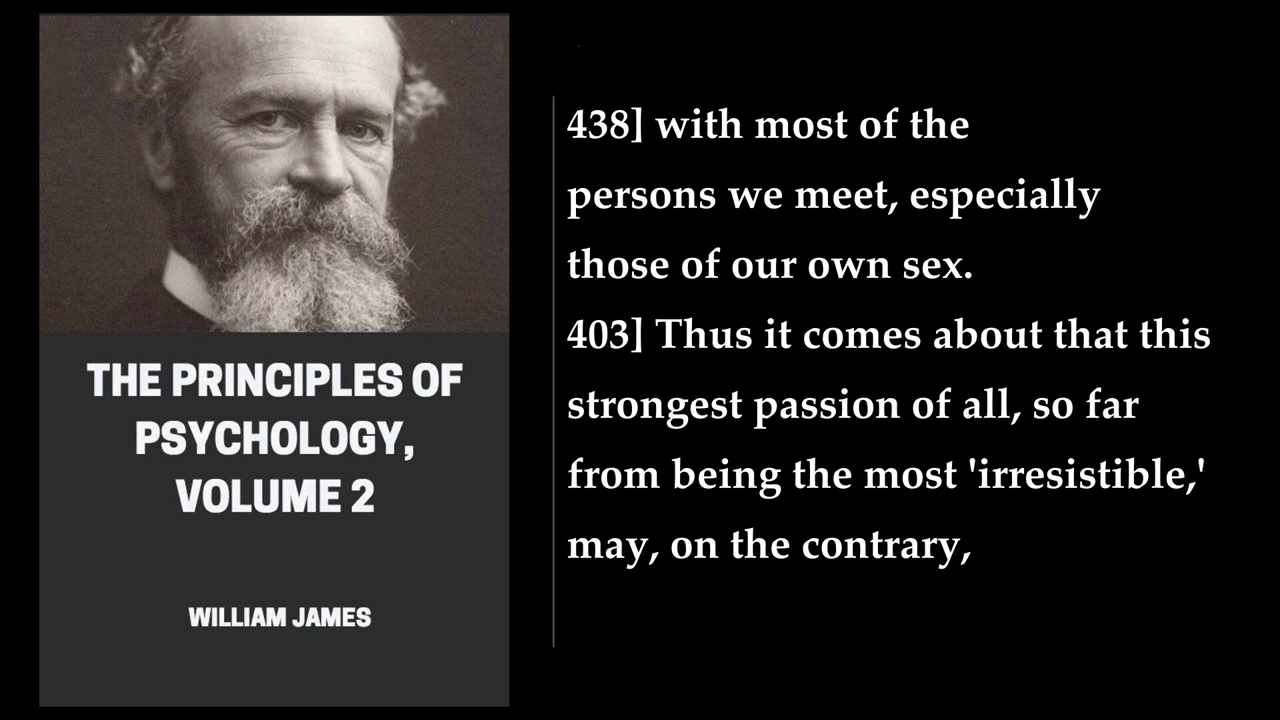 THE PRINCIPLES OF
PSYCHOLOGY,
VOLUME 2
WILLIAM JAMES
438] with most of the
persons we meet, especially
those of our own sex.
403] Thus it comes about that this
strongest passion of all, so far
from being the most 'irresistible,'
may, on the contrary,